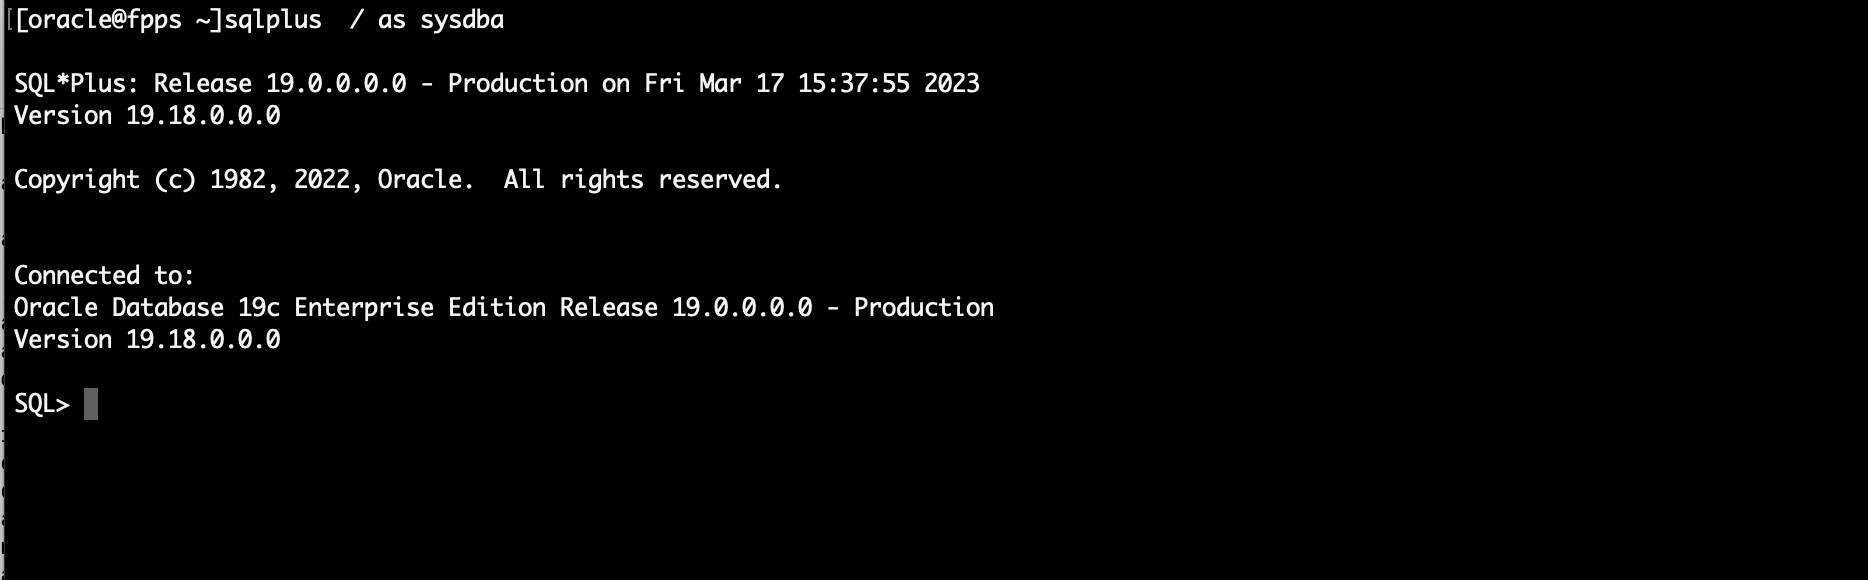 [[oracle@fpps ~]sqlplus  / as sysdba
SQL*Plus: Release 19.0.0.0.0 - Production on Fri Mar 17 15:37:55 2023
Version 19.18.0.0.0
Copyright (c) 1982, 2022, Oracle.  All rights reserved.
Connected to:
Oracle Database 19c Enterprise Edition Release 19.0.0.0.0 - Production
Version 19.18.0.0.0
SQL>